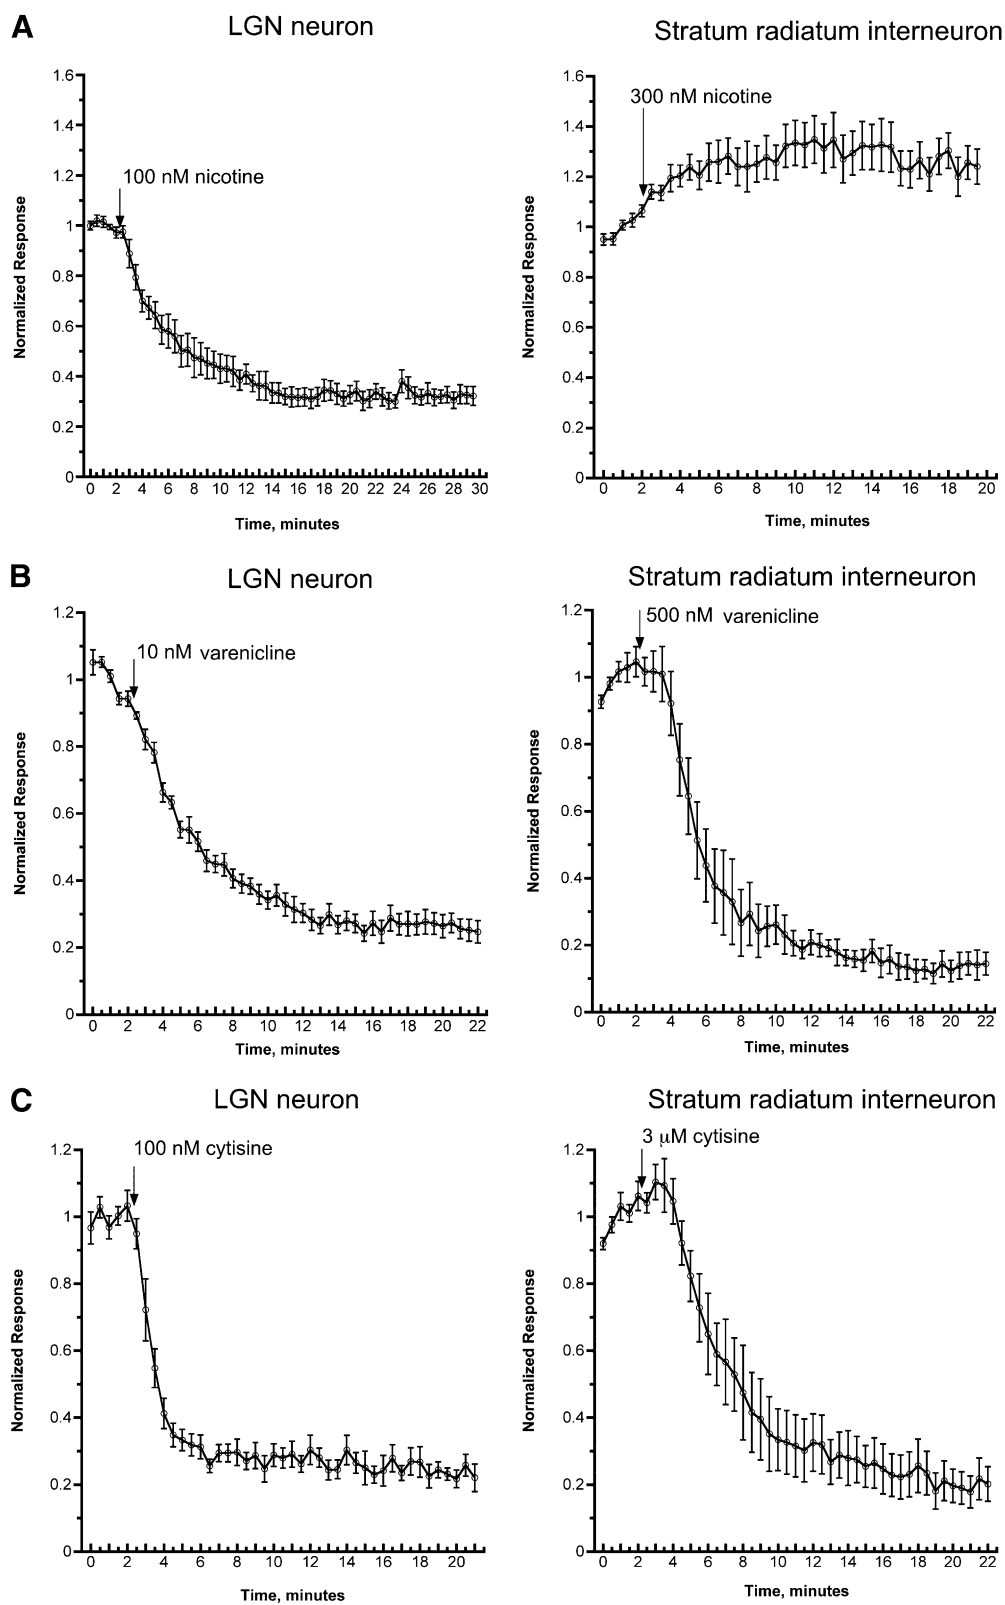 A
LGN neuron
Stratum radiatum interneuron
1.6
1.4
1.2
1
0.8
0.6
0.4
0.2
0
100 nM nicotine
Normalized Response
0 2 4 6 8 10 12 14 16 18 20 22 24 26 28 30
Time, minutes
1.6
1.4
1.2
1
0.8
0.6
0.4
0.2
0
300 nM nicotine
Normalized Response
0 2 4 6 8 10 12 14 16 18 20
Time, minutes
B
LGN neuron
Stratum radiatum interneuron
1.2
1
0.8
0.6
0.4
0.2
0
10 nM varenicline
Normalized Response
0 2 4 6 8 10 12 14 16 18 20 22
Time, minutes
1.2
1
0.8
0.6
0.4
0.2
0
500 nM varenicline
Normalized Response
0 2 4 6 8 10 12 14 16 18 20 22
Time, minutes
C
LGN neuron
Stratum radiatum interneuron
1.2
1
0.8
0.6
0.4
0.2
0
100 nM cytisine
Normalized Response
0 2 4 6 8 10 12 14 16 18 20
Time, minutes
1.2
1
0.8
0.6
0.4
0.2
0
3 μM cytisine
Normalized Response
0 2 4 6 8 10 12 14 16 18 20 22
Time, minutes